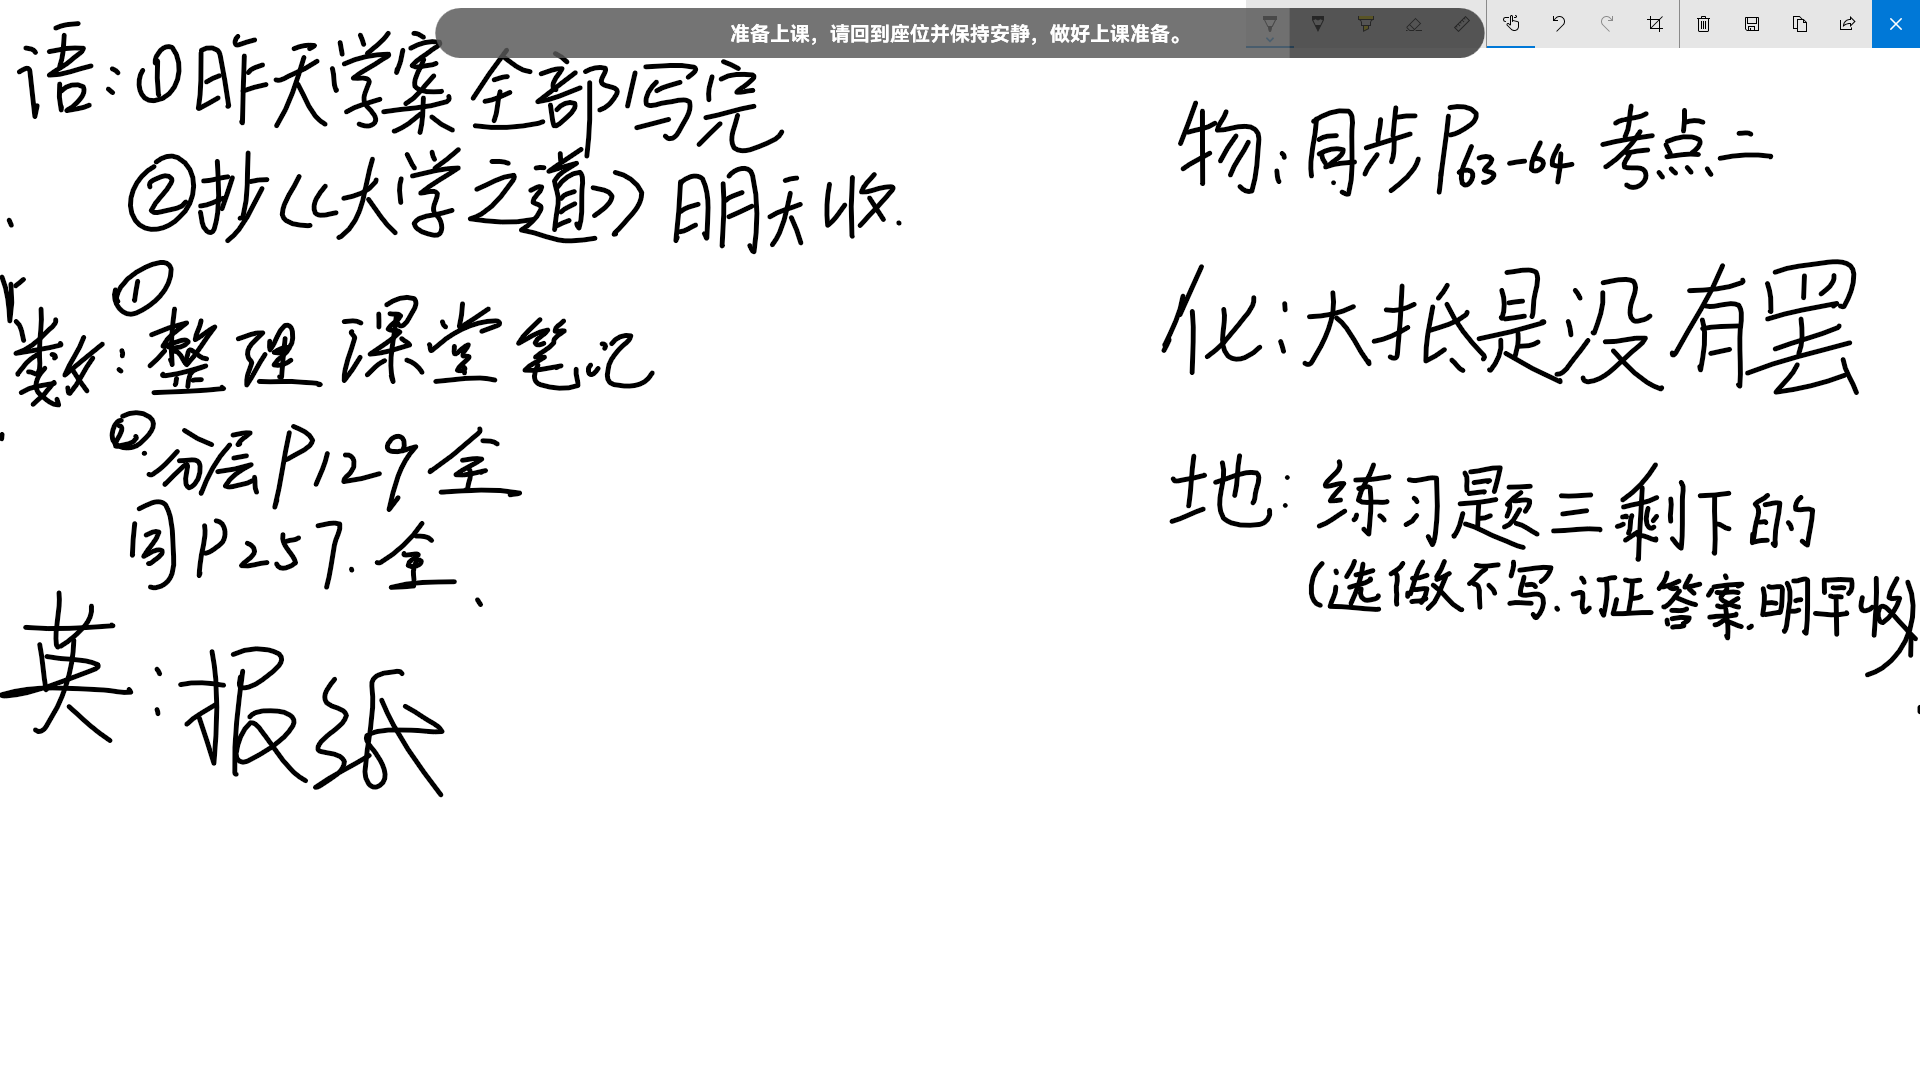 准备上课，请回到座位并保持安静，做好上课准备。
语：①昨天学案全部写完
②抄《大学之道》明天收.
数：①整理课堂笔记
②分层P129全
同P257.全、
英：报纸
物：同步P63-64 考点二
化：大抵是没有罢
地：练习题三剩下的
(选做不写.订正答案.明早收)